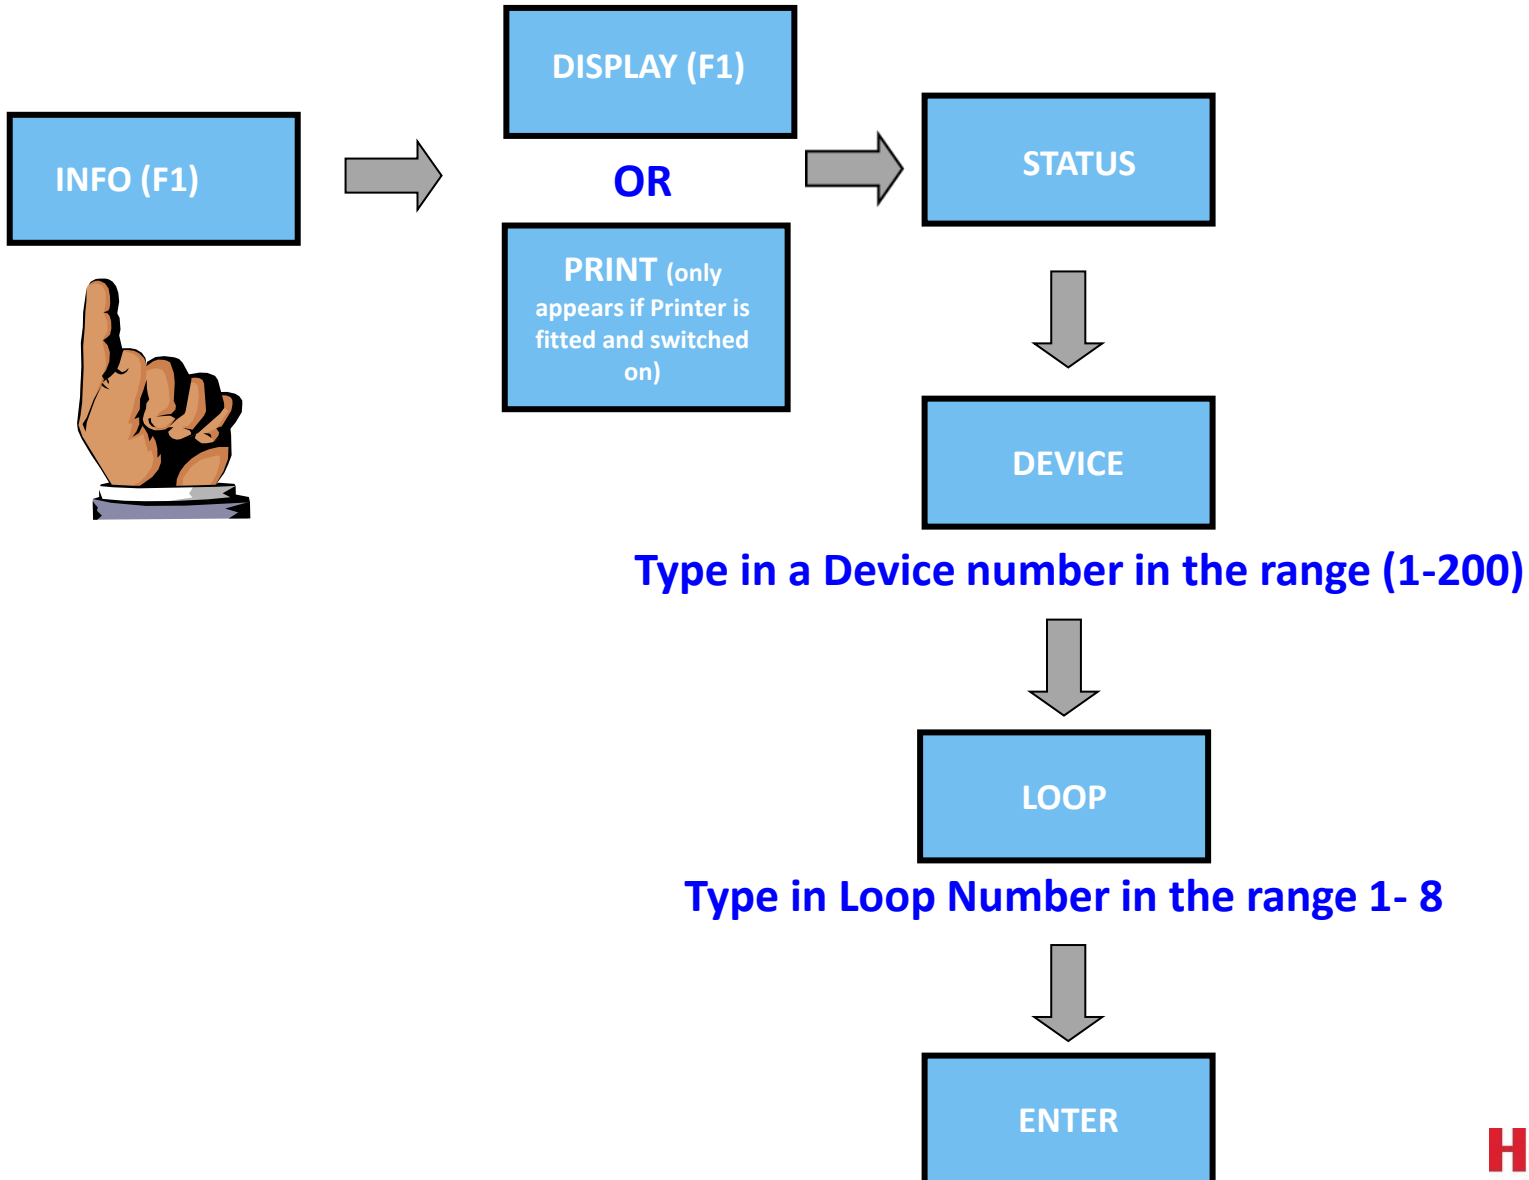 INFO (F1)
DISPLAY (F1)
OR
PRINT (only
appears if Printer is
fitted and switched
on)
STATUS
DEVICE
Type in a Device number in the range (1-200)
LOOP
Type in Loop Number in the range 1- 8
ENTER
H